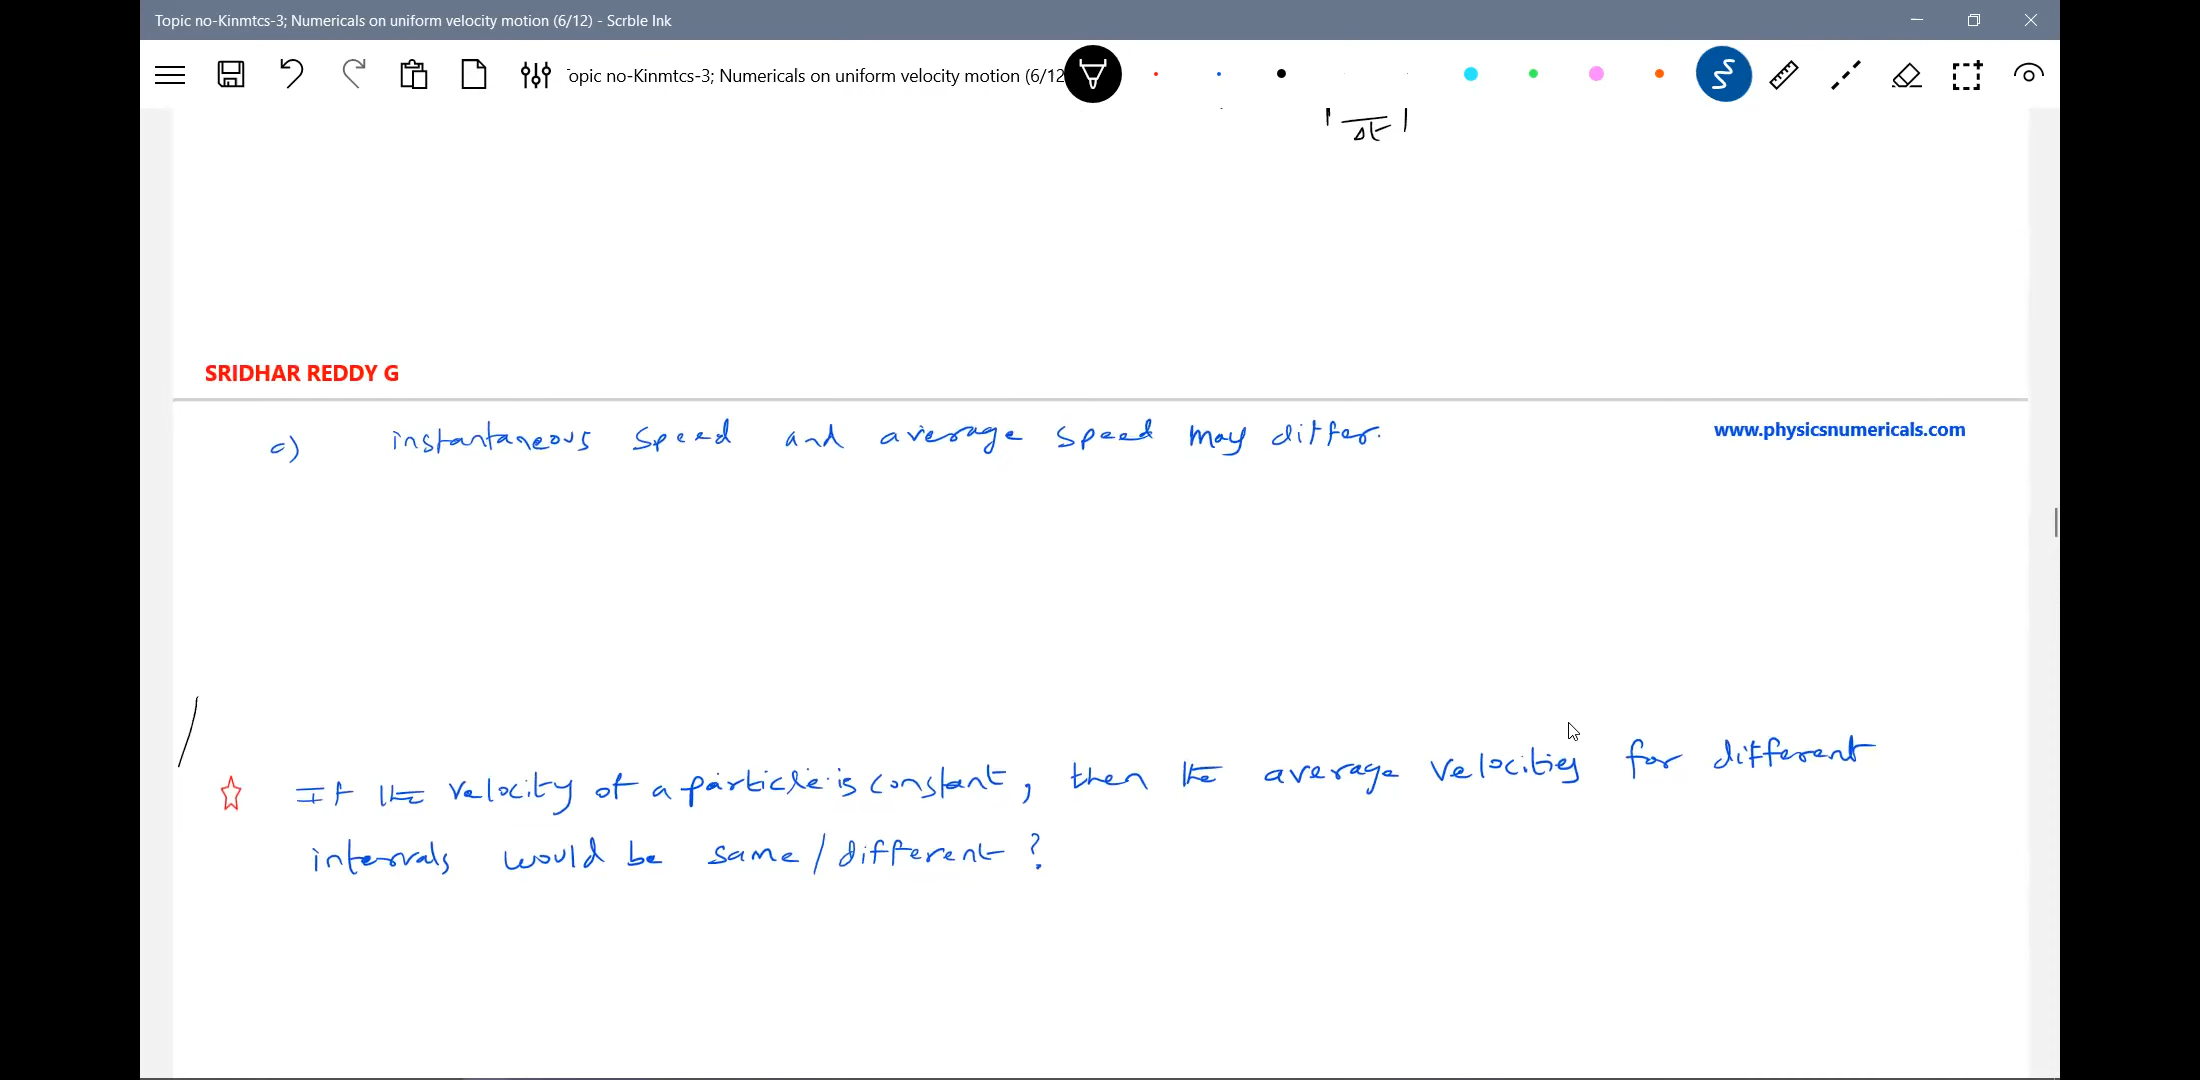 Topic no-Kinmtcs-3; Numericals on uniform velocity motion (6/12) - Scrble Ink
opic no-Kinmtcs-3; Numericals on uniform velocity motion (6/12
Δt
SRIDHAR REDDY G
www.physicsnumericals.com
c) instantaneous speed and average speed may differ.
If the velocity of a particle is constant, then the average velocities for different
intervals would be same/different?